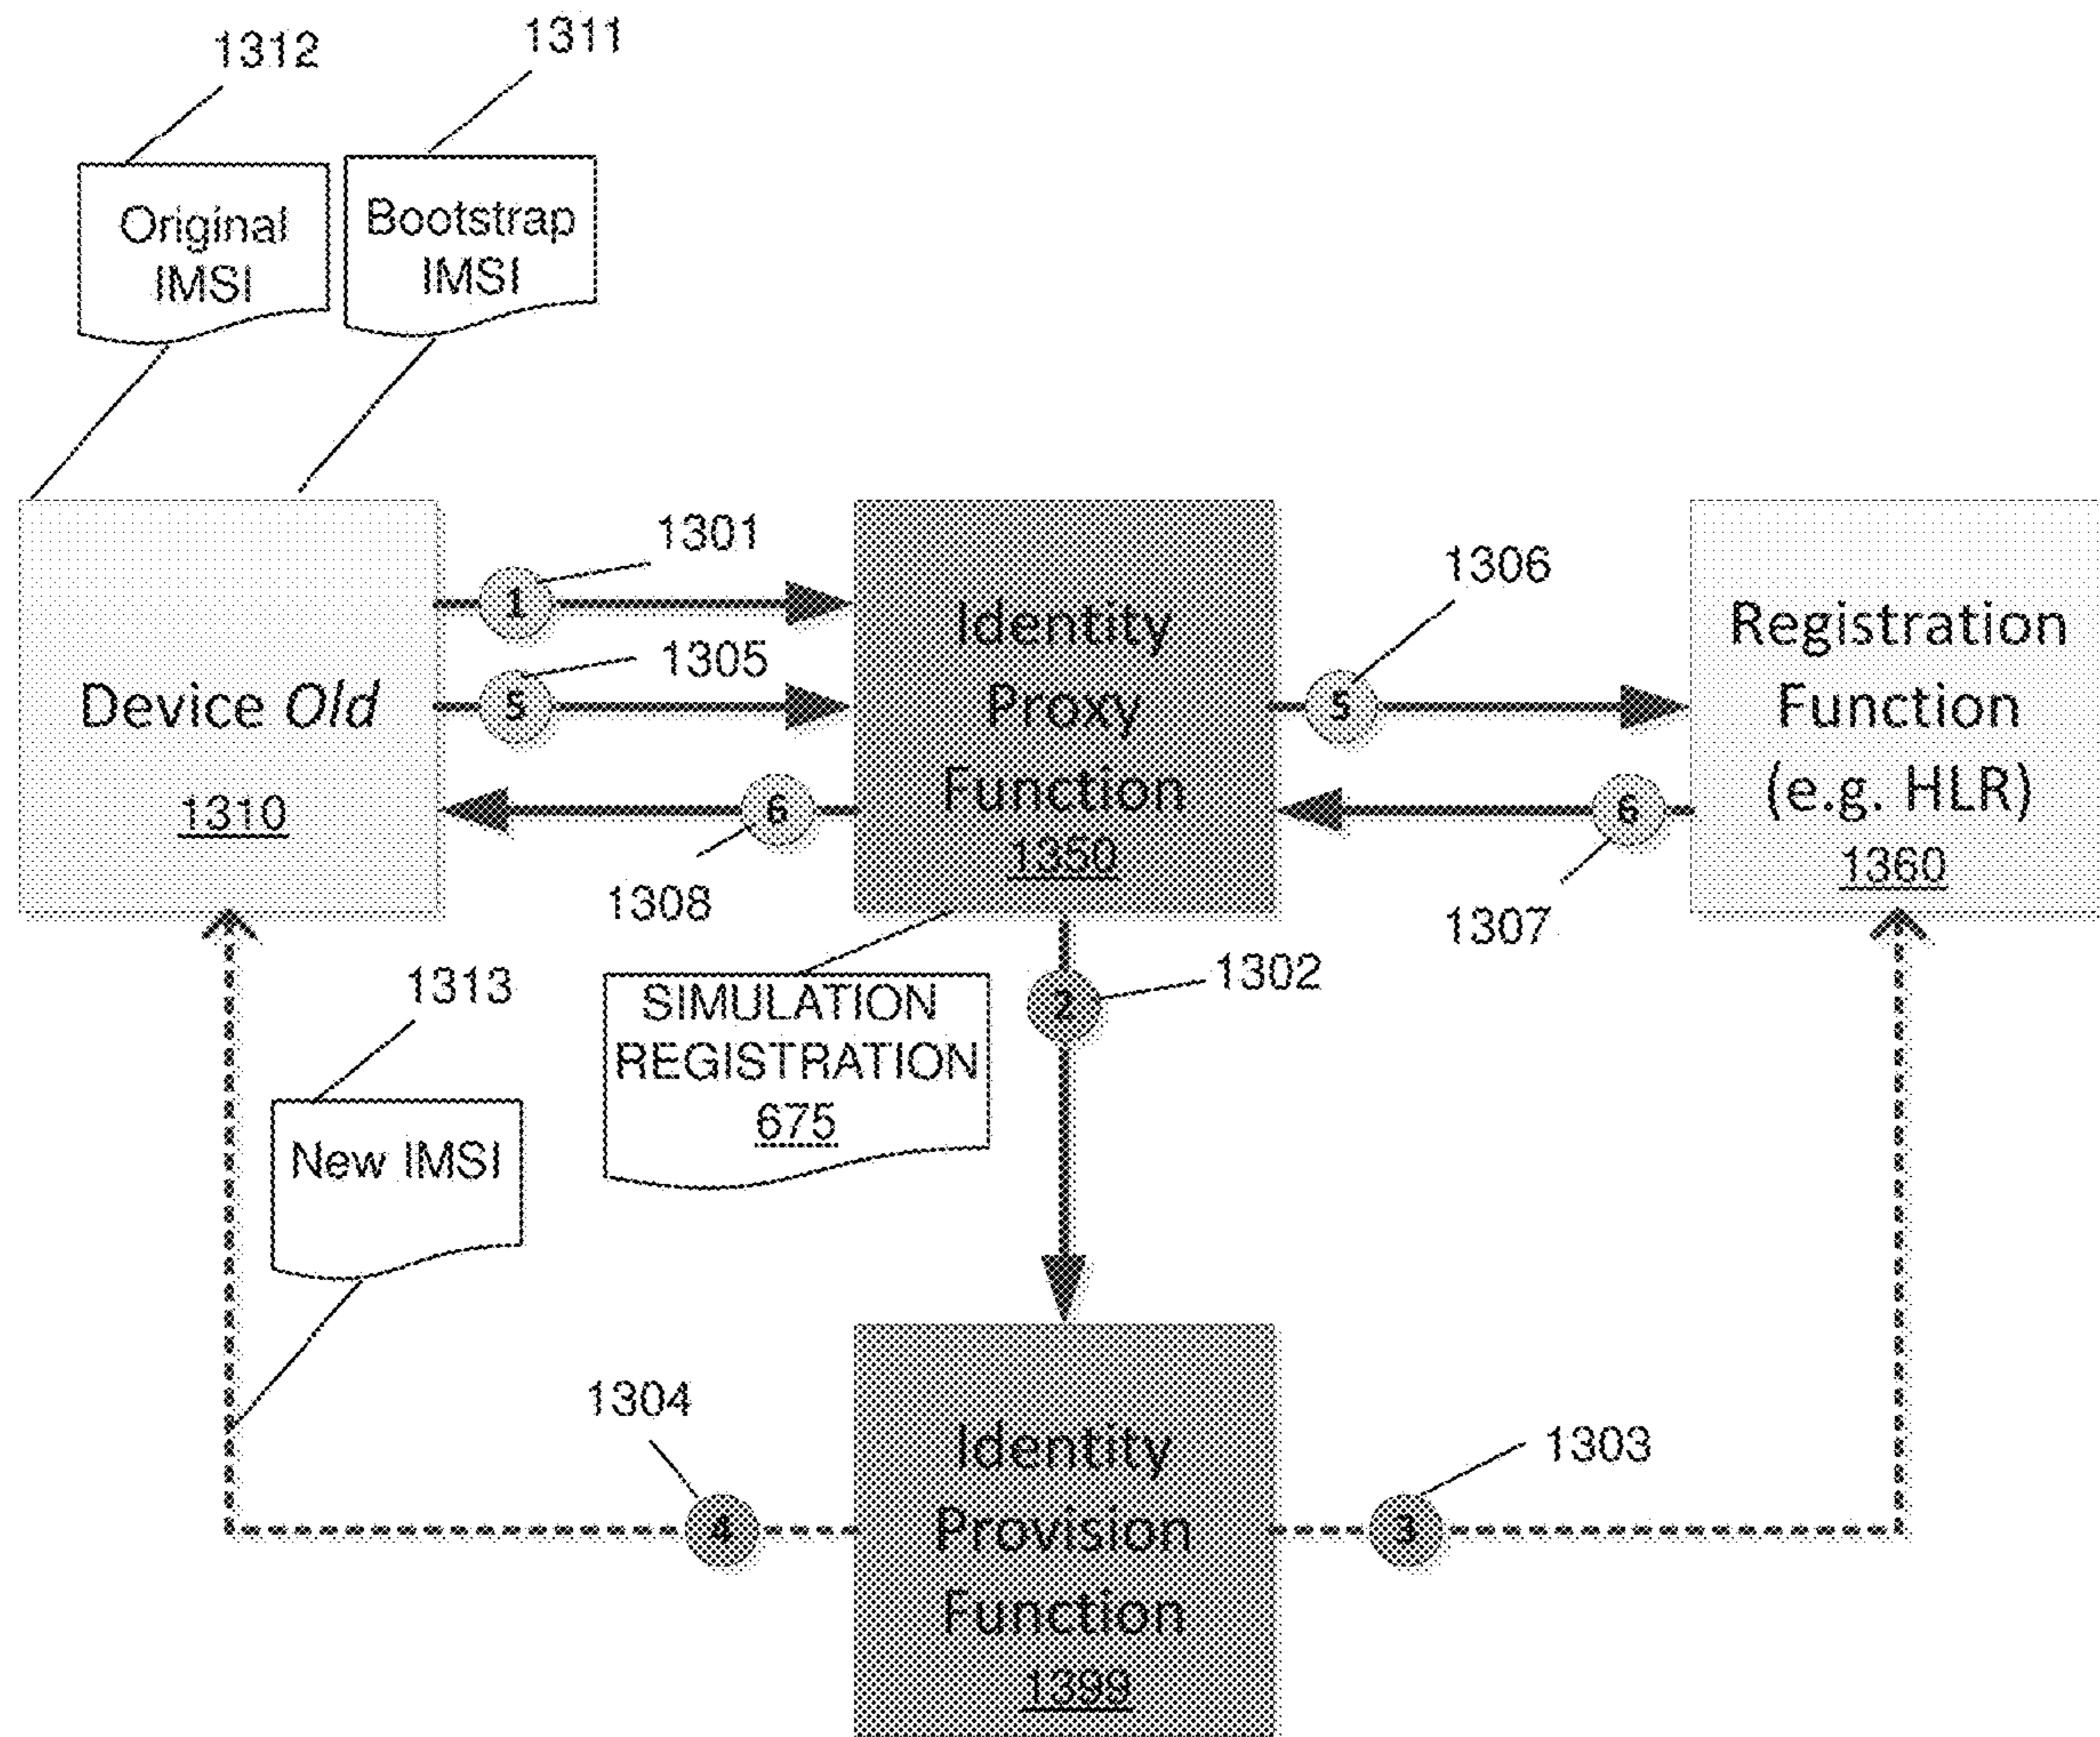 1312
1311
Original
IMSI
Bootstrap
IMSI
1301
1
1305
5
1306
5
Device Old
1310
Identity
Proxy
Function
1350
Registration
Function
(e.g. HLR)
1360
6
1308
6
1307
1313
SIMULATION
REGISTRATION
675
2
1302
New IMSI
1304
4
1303
3
Identity
Provision
Function
1399